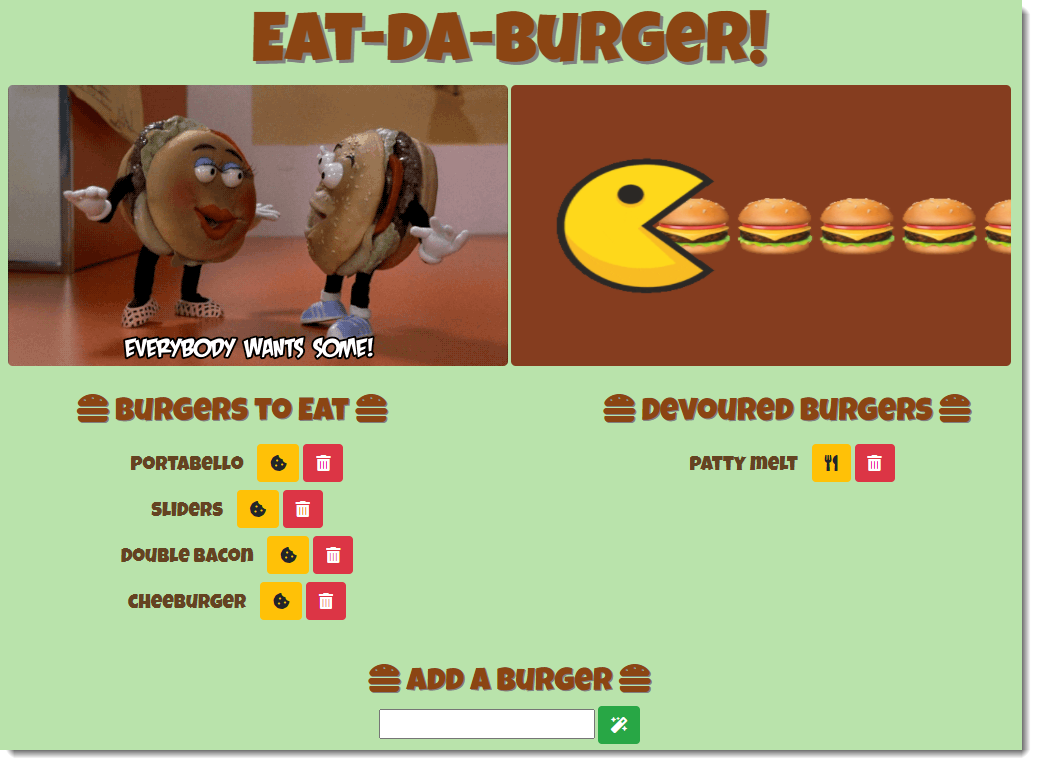 EAT-DA-BURGER!
EVERYBODY WANTS SOME!
BURGERS TO EAT
DEVOURED BURGERS
PORTABELLO
PATTY MELT
SLIDERS
DOUBLE BACON
CHEEBURGER
ADD A BURGER